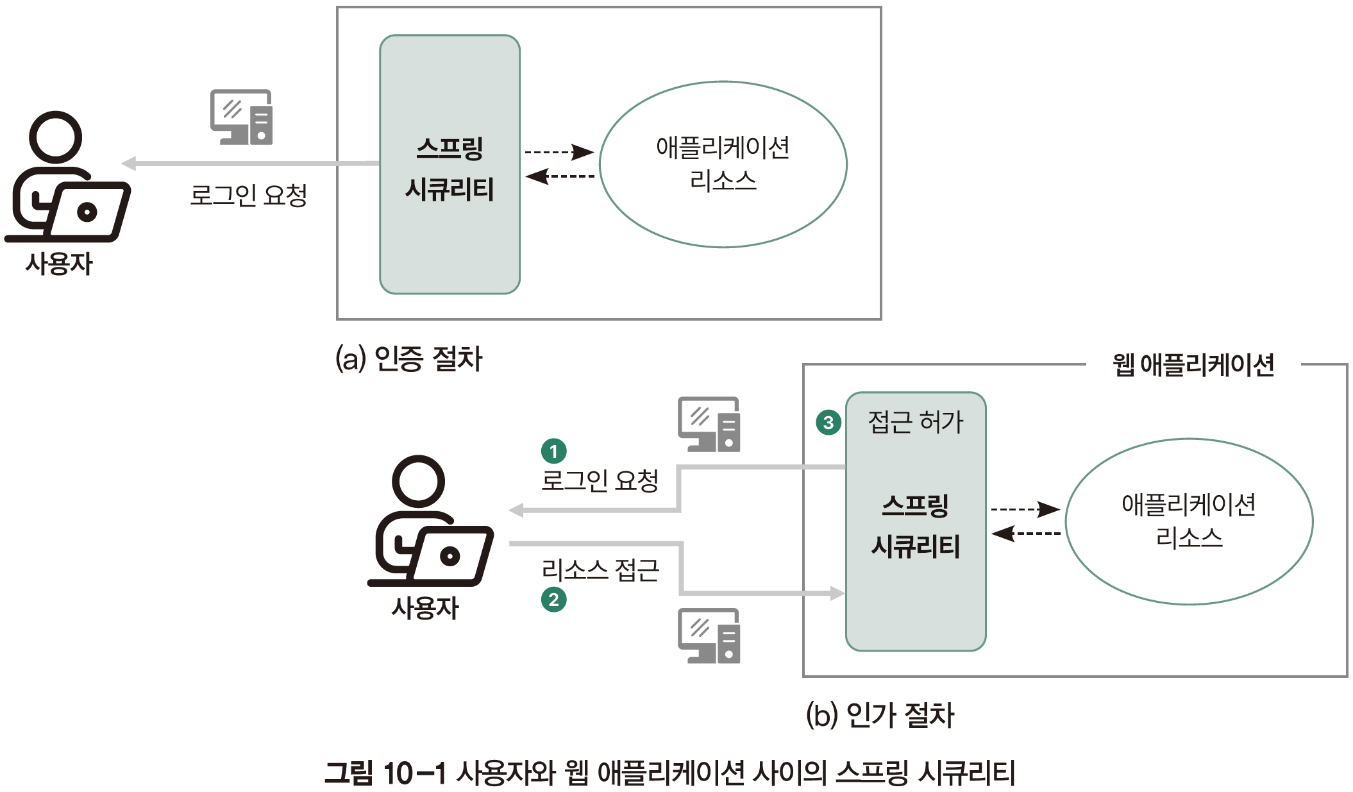 스프링
시큐리티
애플리케이션
리소스
로그인 요청
사용자
(a) 인증 절차
웹 애플리케이션
3 접근 허가
1
로그인 요청
스프링
시큐리티
애플리케이션
리소스
리소스 접근
2
사용자
(b) 인가 절차
그림 10-1 사용자와 웹 애플리케이션 사이의 스프링 시큐리티